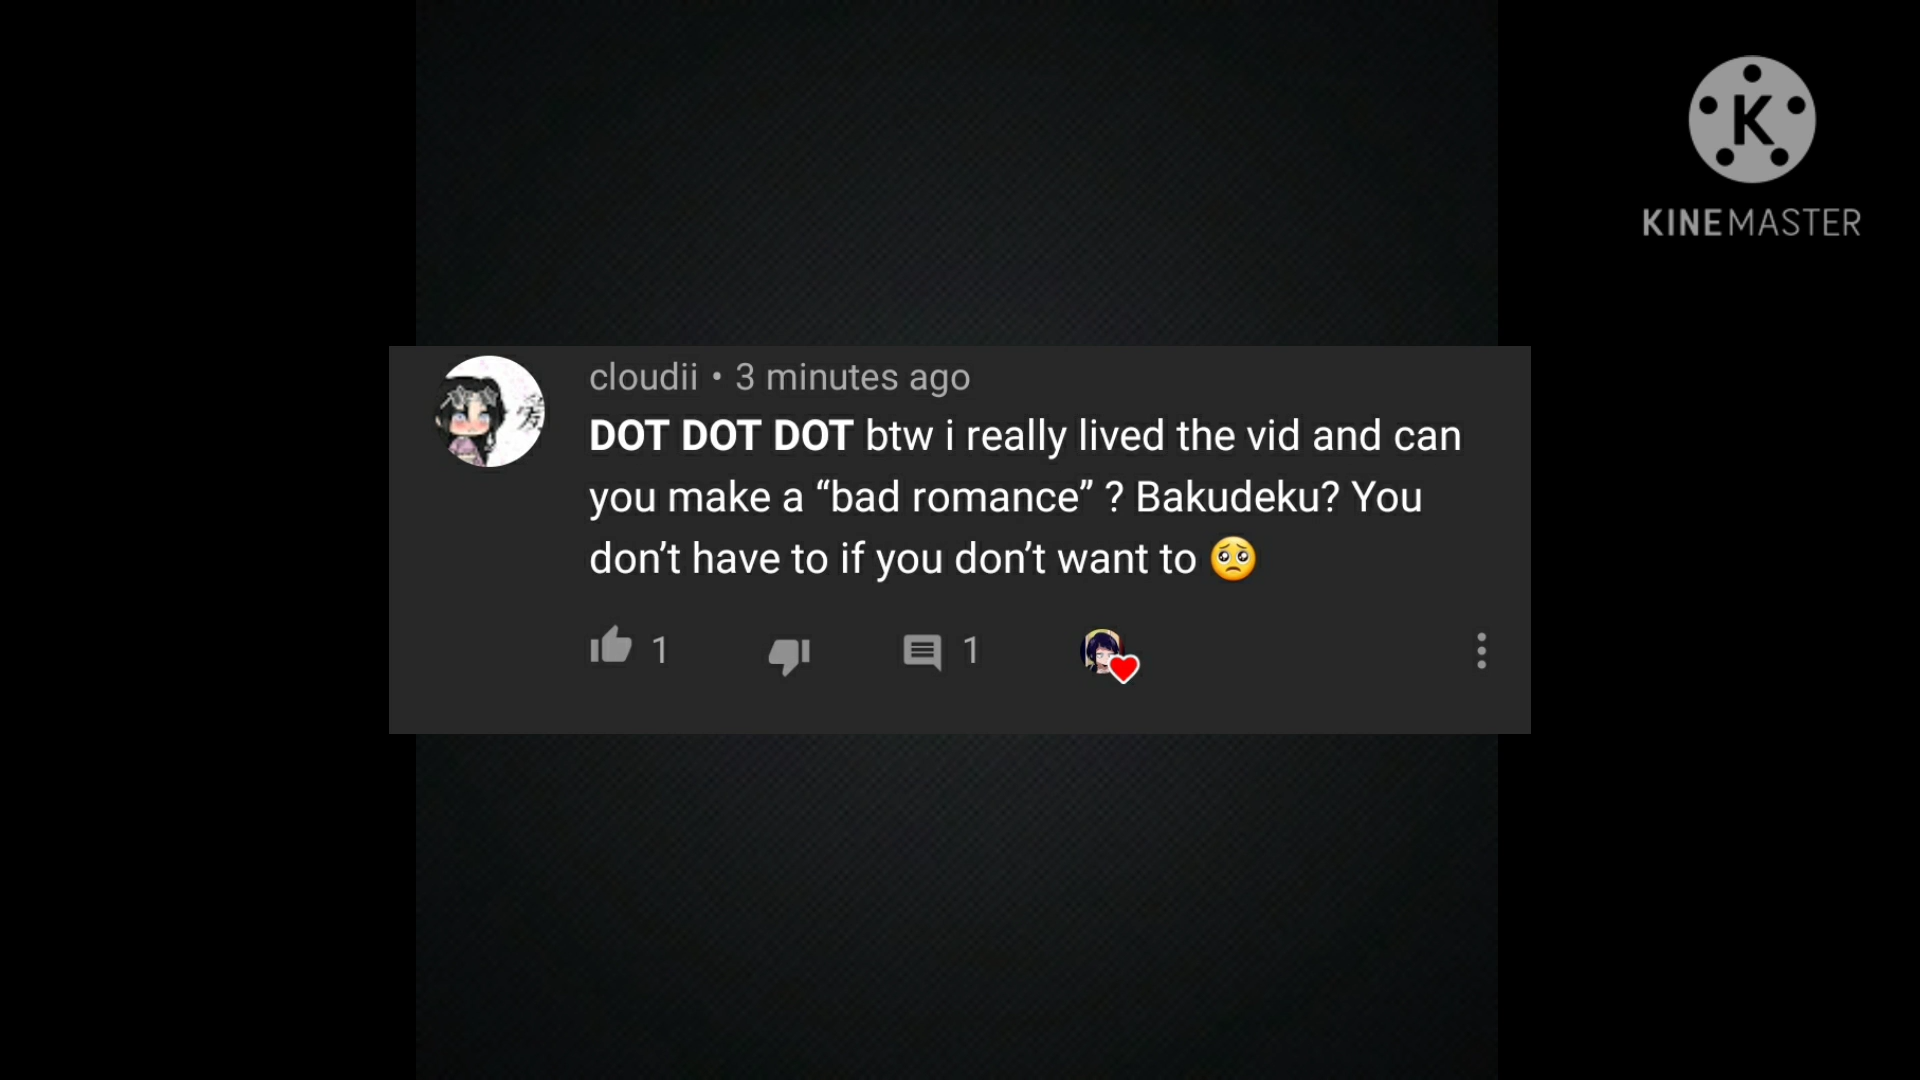 K
KINEMASTER
cloudii • 3 minutes ago
DOT DOT DOT btw i really lived the vid and can
you make a “bad romance” ? Bakudeku? You
don’t have to if you don’t want to 🥺
1
1
爱